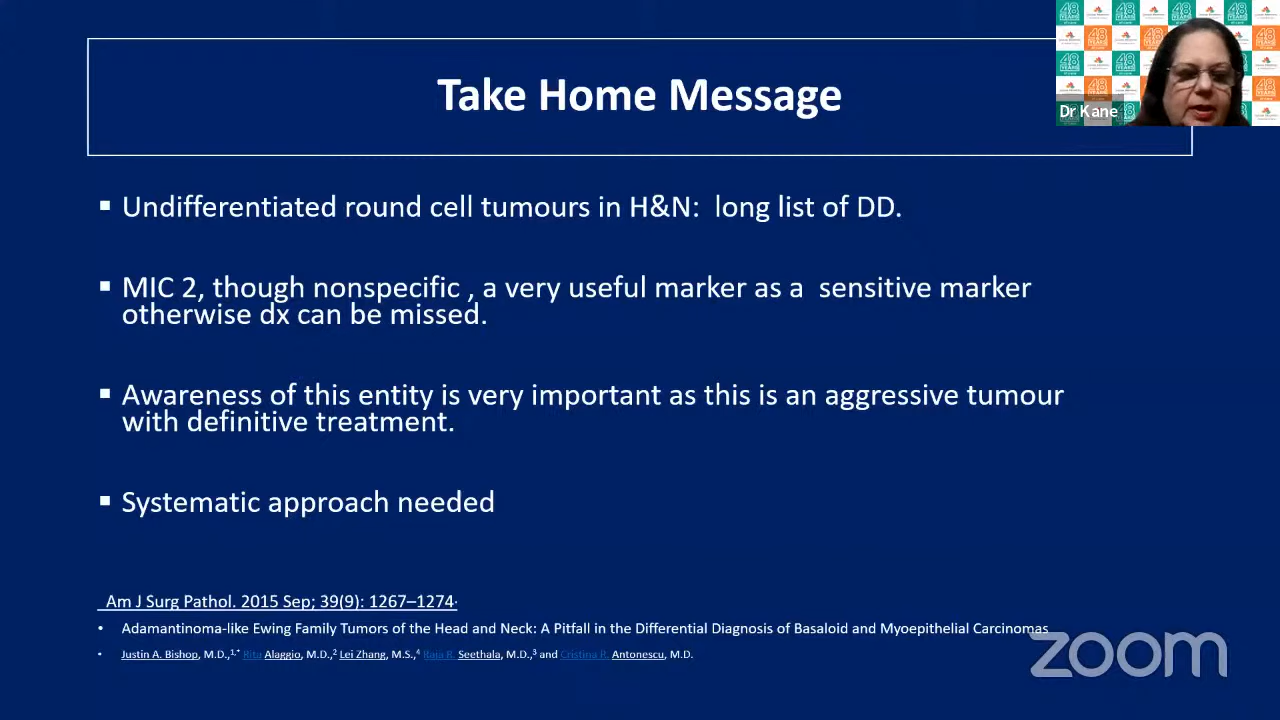 Take Home Message
48
YEARS
Dr Kane
▪ Undifferentiated round cell tumours in H&N: long list of DD.
▪ MIC 2, though nonspecific , a very useful marker as a sensitive marker
otherwise dx can be missed.
▪ Awareness of this entity is very important as this is an aggressive tumour
with definitive treatment.
▪ Systematic approach needed
Am J Surg Pathol. 2015 Sep; 39(9): 1267–1274.
• Adamantinoma-like Ewing Family Tumors of the Head and Neck: A Pitfall in the Differential Diagnosis of Basaloid and Myoepithelial Carcinomas
• Justin A. Bishop, M.D.,1,* Rita Alaggio, M.D.,2 Lei Zhang, M.S.,4 Raja R. Seethala, M.D.,3 and Cristina R. Antonescu, M.D.
zoom